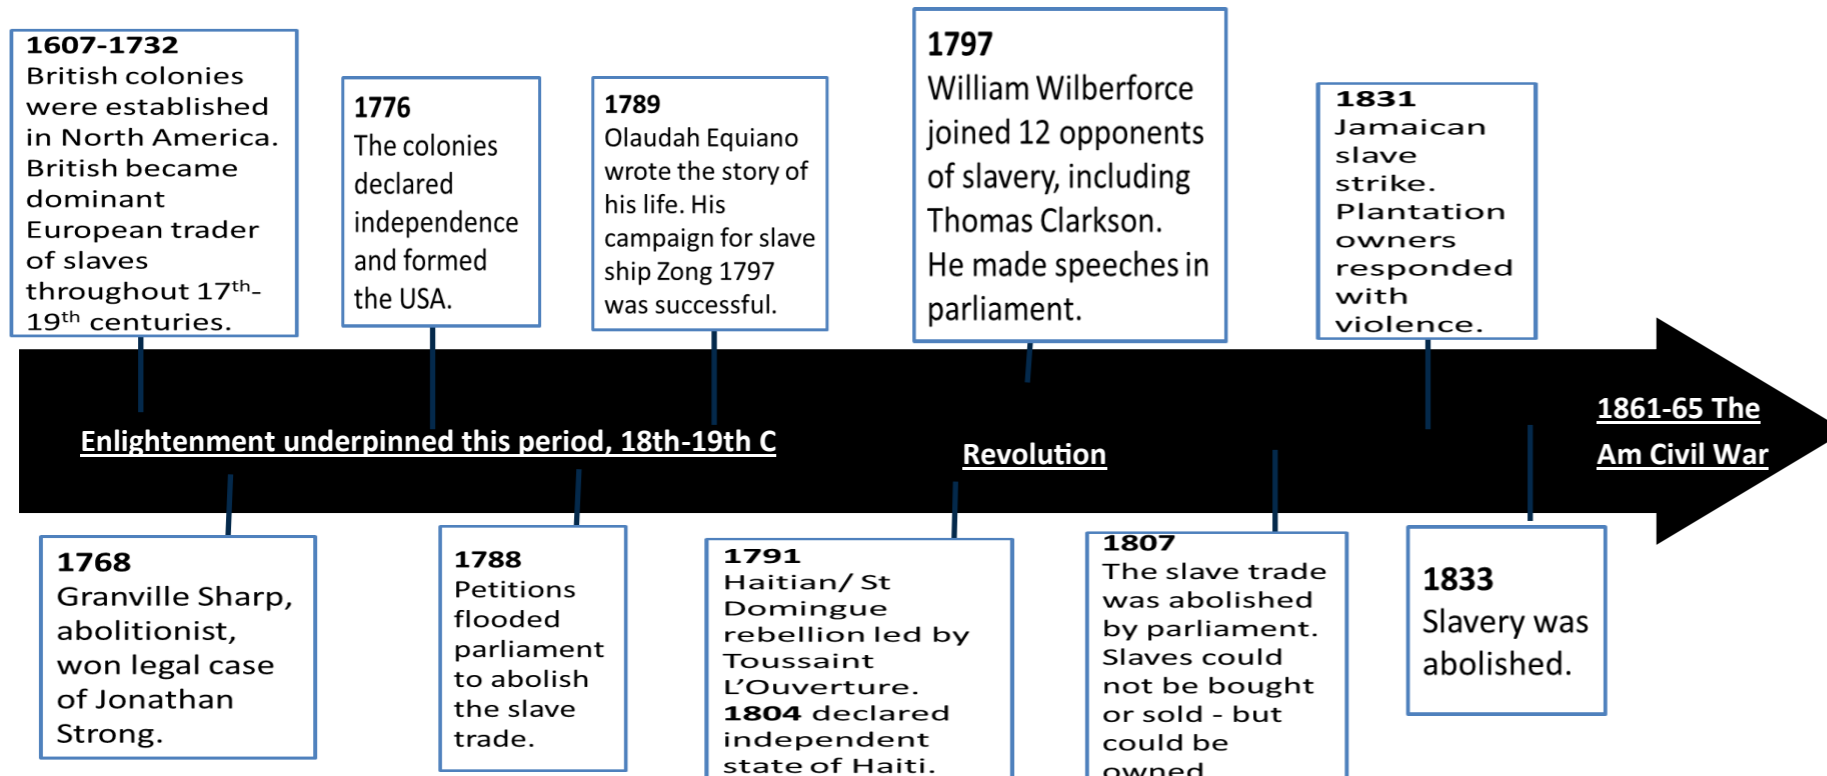 1607-1732
British colonies
were established
in North America.
British became
dominant
European trader
of slaves
throughout 17th-
19th centuries.
1776
The colonies
declared
independence
and formed
the USA.
1789
Olaudah Equiano
wrote the story of
his life. His
campaign for slave
ship Zong 1797
was successful.
1797
William Wilberforce
joined 12 opponents
of slavery, including
Thomas Clarkson.
He made speeches in
parliament.
1831
Jamaican
slave
strike.
Plantation
owners
responded
with
violence.
Enlightenment underpinned this period, 18th-19th C
Revolution
1861-65 The
Am Civil War
1768
Granville Sharp,
abolitionist,
won legal case
of Jonathan
Strong.
1788
Petitions
flooded
parliament
to abolish
the slave
trade.
1791
Haitian/ St
Domingue
rebellion led by
Toussaint
L’Ouverture.
1804 declared
independent
state of Haiti.
1807
The slave trade
was abolished
by parliament.
Slaves could
not be bought
or sold - but
could be
owned
1833
Slavery was
abolished.